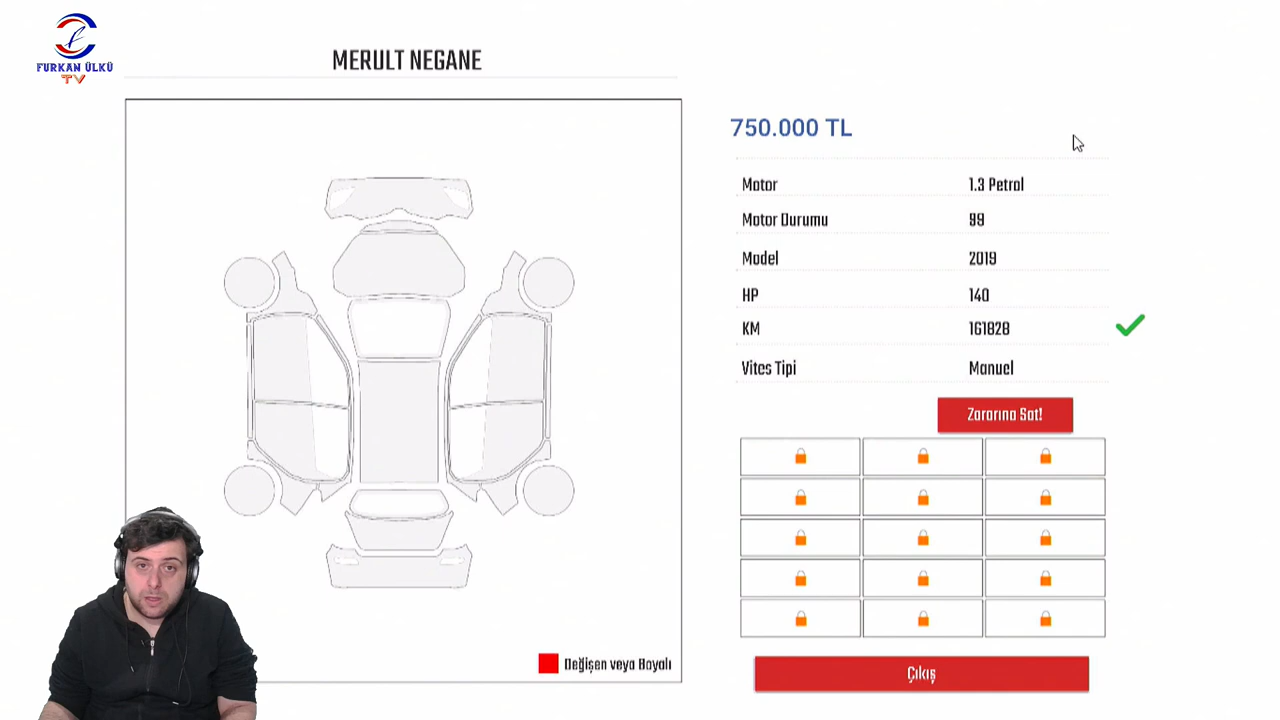 FURKAN ÜLKÜ
TV
MERULT NEGANE
750.000 TL
Motor 1.3 Petrol
Motor Durumu 99
Model 2019
HP 140
KM 161828
Vites Tipi Manuel
Zararına Sat!
Değişen veya Boyalı
Çıkış